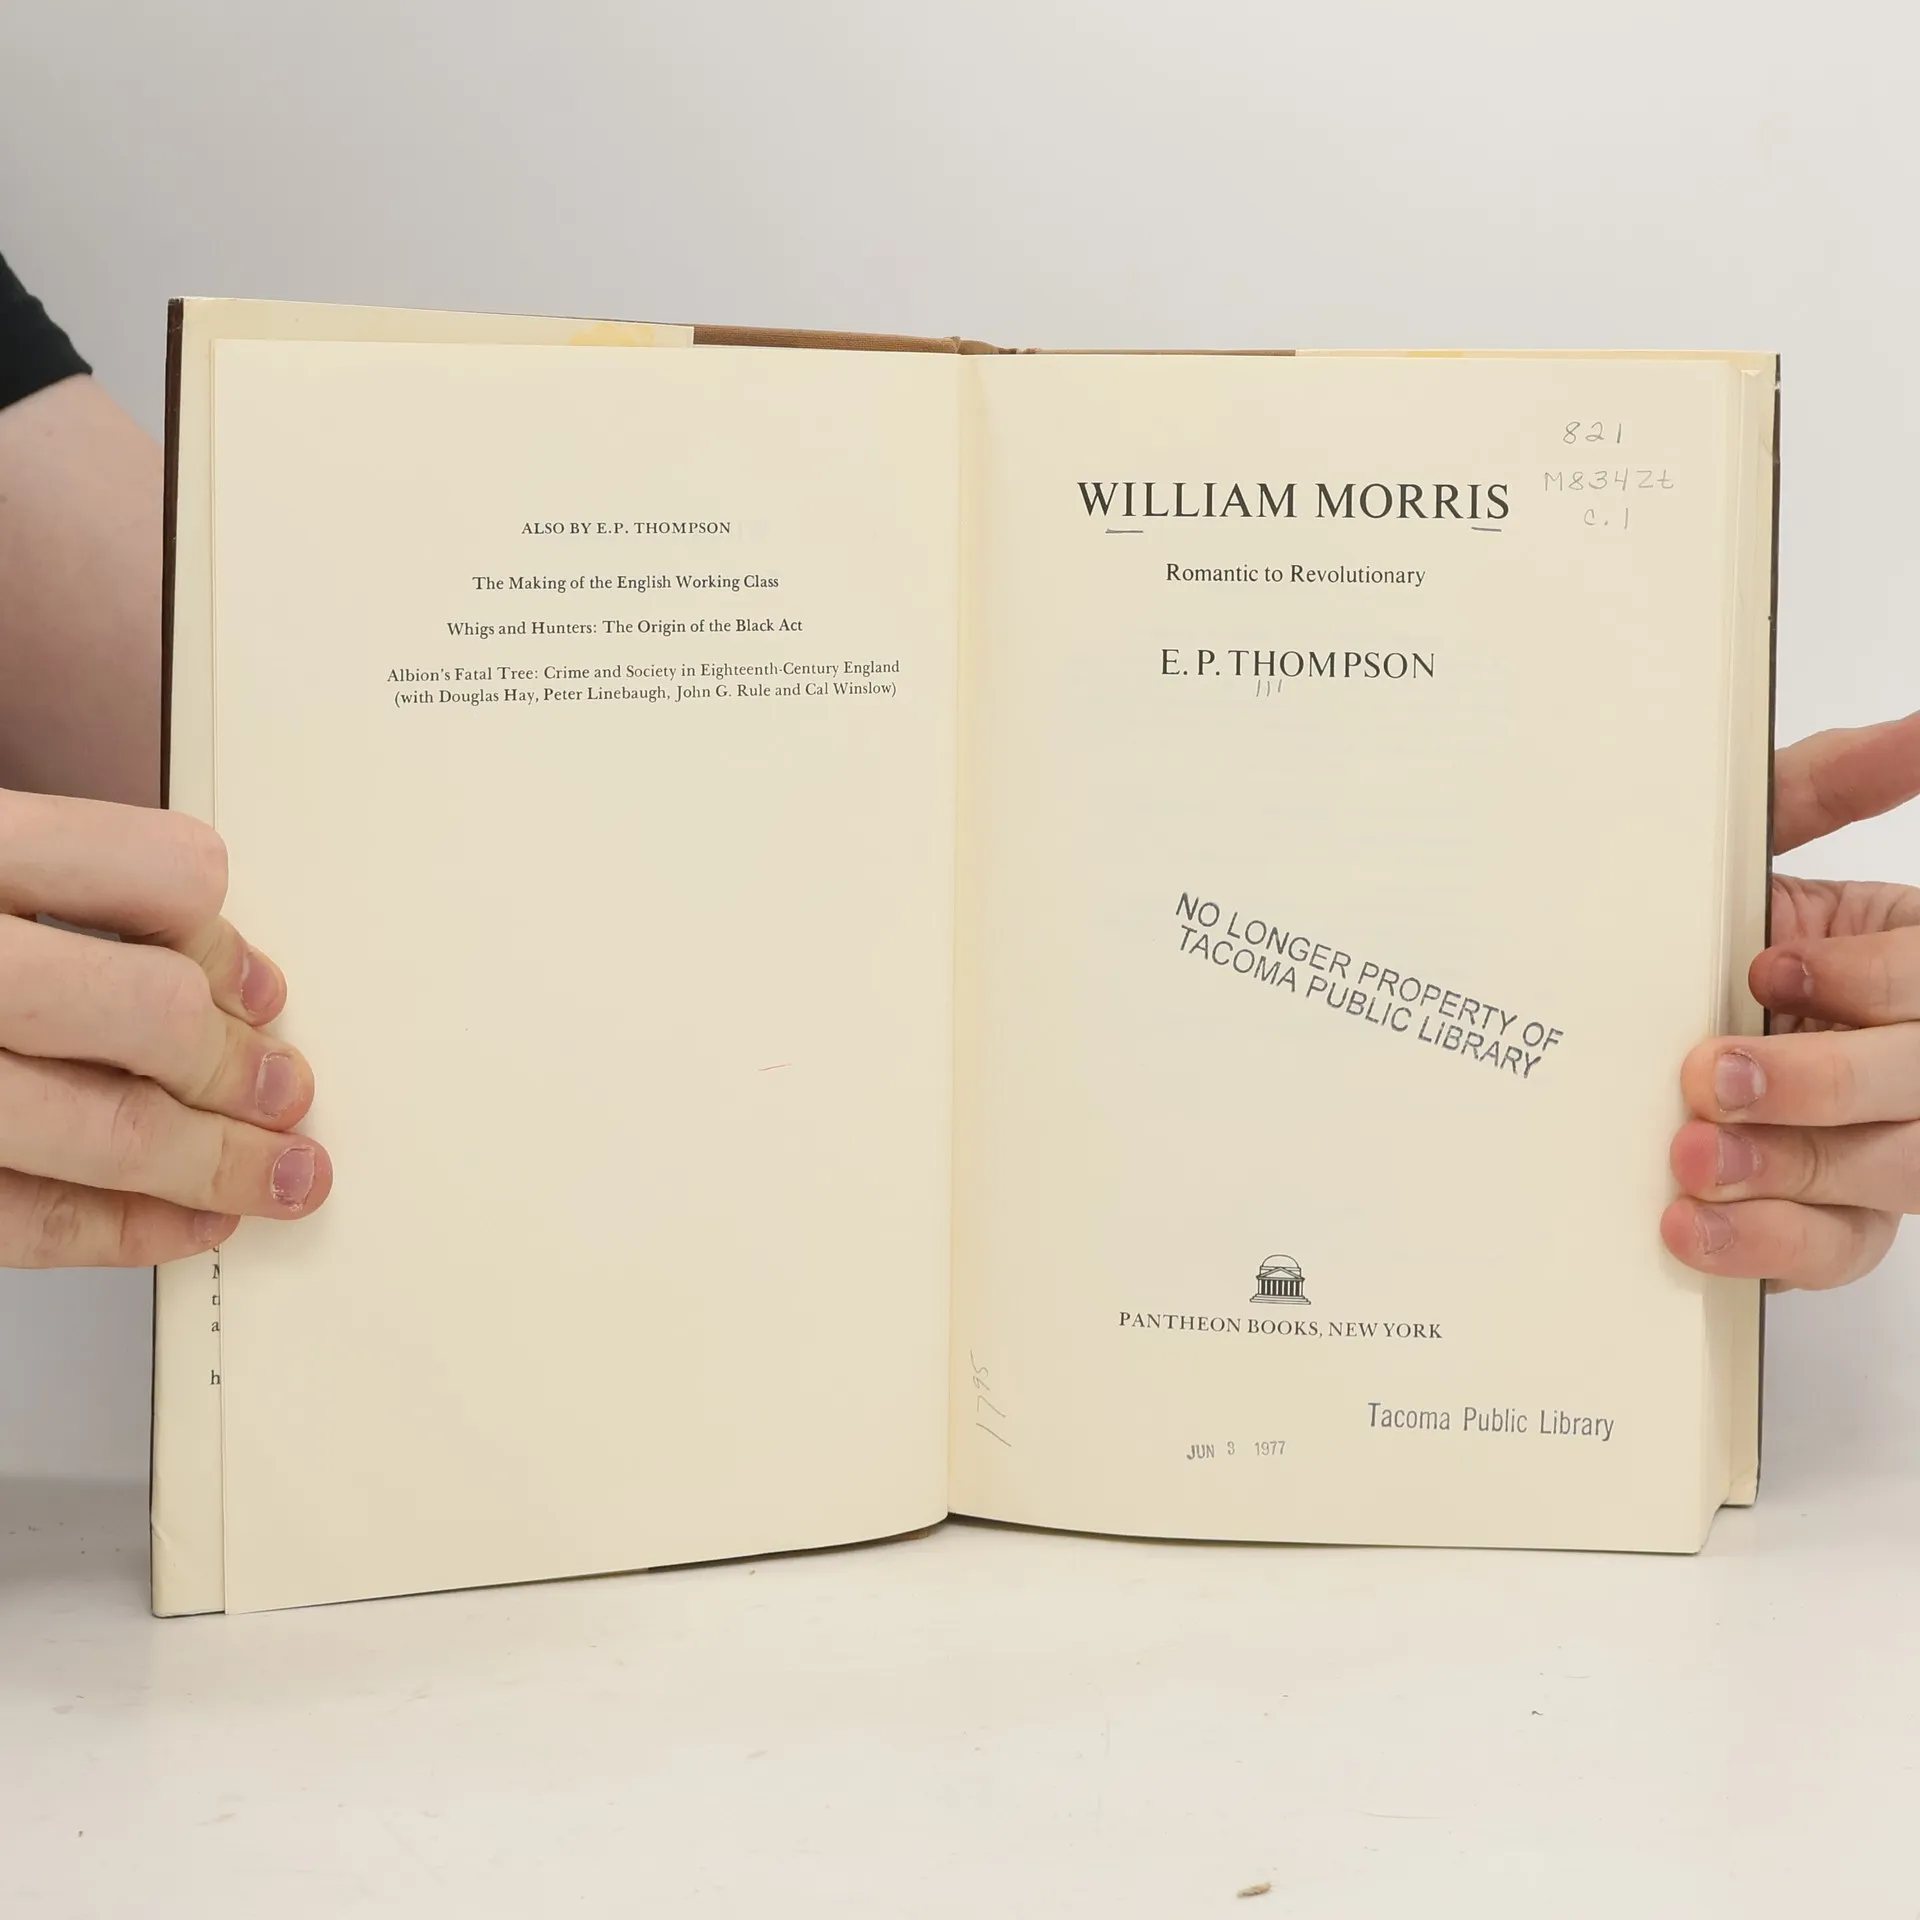 ALSO BY E.P. THOMPSON
The Making of the English Working Class
Whigs and Hunters: The Origin of the Black Act
Albion's Fatal Tree: Crime and Society in Eighteenth-Century England
(with Douglas Hay, Peter Linebaugh, John G. Rule and Cal Winslow)
821
M8342t
c.1
WILLIAM MORRIS
Romantic to Revolutionary
E. P. THOMPSON
NO LONGER PROPERTY OF
TACOMA PUBLIC LIBRARY
PANTHEON BOOKS, NEW YORK
1795
Tacoma Public Library
JUN 3 1977